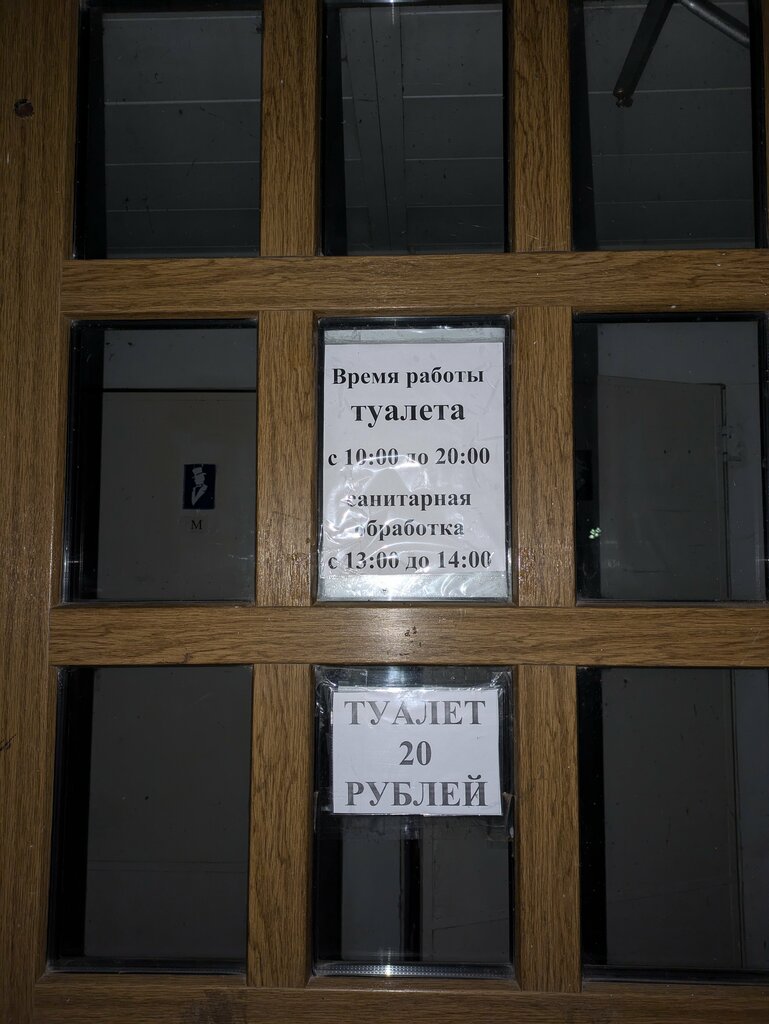 Время работы
туалета
с 10:00 до 20:00
санитарная
обработка
с 13:00 до 14:00
М
ТУАЛЕТ
20
РУБЛЕЙ